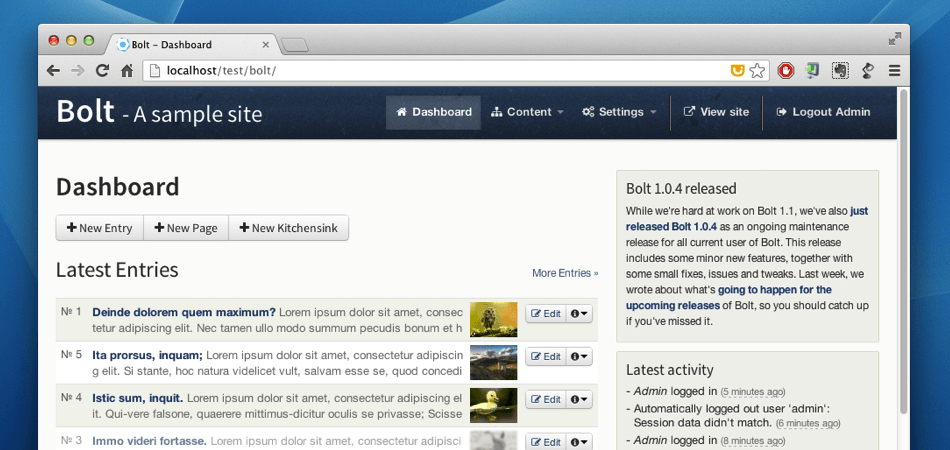 Bolt – Dashboard
localhost/test/bolt/
Bolt - A sample site
Dashboard
Content
Settings
View site
Logout Admin
Dashboard
New Entry
New Page
New Kitchensink
Latest Entries
More Entries »
№ 1 Deinde dolorem quem maximum? Lorem ipsum dolor sit amet, consec
tetur adipiscing elit. Nec tamen ullo modo summum pecudis bonum et h
Edit
№ 5 Ita prorsus, inquam; Lorem ipsum dolor sit amet, consectetur adipiscin
g elit. Si stante, hoc natura videlicet vult, salvam esse se, quod concedi
Edit
№ 4 Istic sum, inquit. Lorem ipsum dolor sit amet, consectetur adipiscing el
it. Qui-vere falsone, quaerere mittimus-dicitur oculis se privasse; Scisse
Edit
№ 3 Immo videri fortasse. Lorem ipsum dolor sit amet, consectetur adipisci
Edit
Bolt 1.0.4 released
While we're hard at work on Bolt 1.1, we've also just
released Bolt 1.0.4 as an ongoing maintenance
release for all current user of Bolt. This release
includes some minor new features, together with
some small fixes, issues and tweaks. Last week, we
wrote about what's going to happen for the
upcoming releases of Bolt, so you should catch up
if you've missed it.
Latest activity
- Admin logged in (5 minutes ago)
- Automatically logged out user 'admin':
Session data didn't match. (6 minutes ago)
- Admin logged in (8 minutes ago)